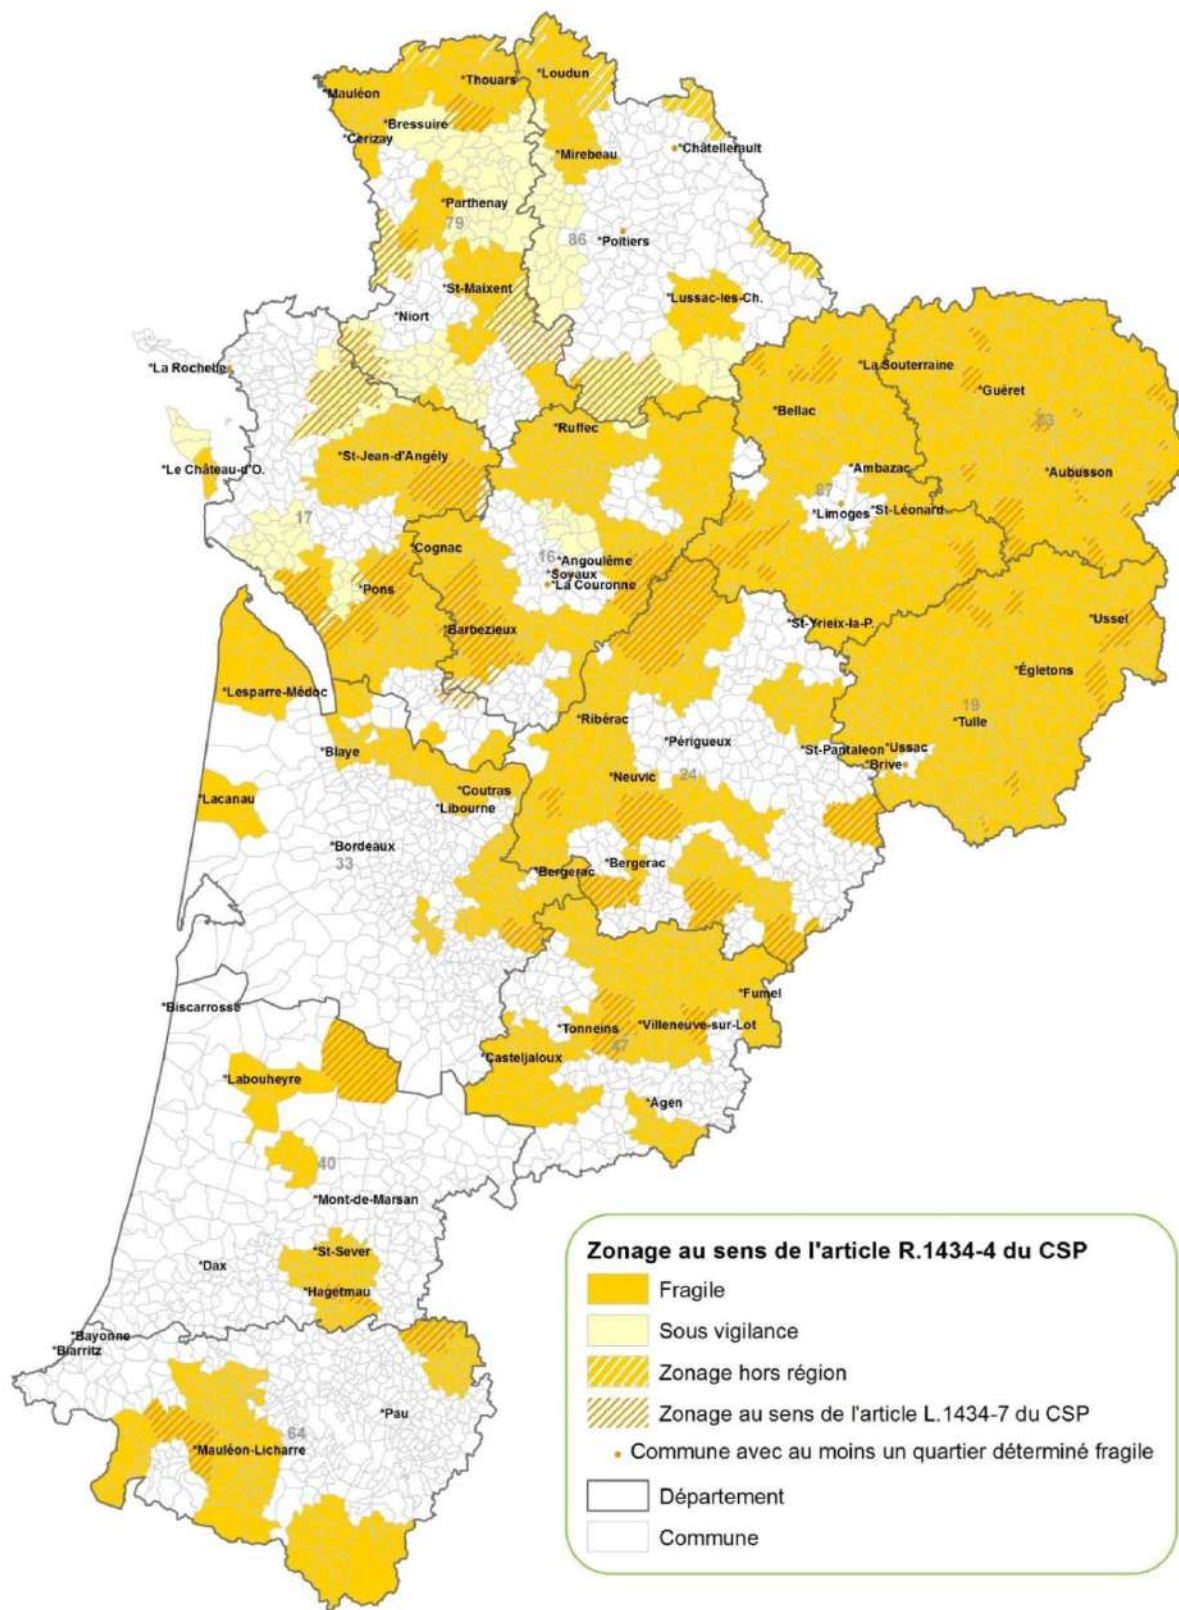 *Mauléon
*Thouars
*Loudun
*Bressuire
*Cerizay
*Mirebeau
*Châtellerault
*Parthenay
79
86
*Poitiers
*St-Maixent
*Lussac-les-Ch.
*Niort
*La Rochelle
*La Souterraine
*Guéret
*Bellac
23
*Ruffec
*St-Jean-d'Angély
*Le Château-d'O.
*Ambazac
*Aubusson
87
*Limoges
*St-Léonard
17
*Cognac
16
*Angoulême
*Soyaux
*La Couronne
*Pons
*Barbezieux
*St-Yrieix-la-P.
*Ussel
*Égletons
*Lesparre-Médoc
19
*Tulle
*Ribérac
*Périgueux
*Blaye
*St-Pantaleon
*Ussac
*Brive
*Neuvic
24
*Lacanau
*Coutras
*Libourne
*Bordeaux
33
*Bergerac
*Bergerac
*Biscarrosse
*Fumel
*Tonneins
*Villeneuve-sur-Lot
47
*Casteljaloux
*Labouheyre
*Agen
40
*Mont-de-Marsan
*St-Sever
*Dax
*Hagetmau
*Bayonne
*Biarritz
*Pau
64
*Mauléon-Licharre
Zonage au sens de l'article R.1434-4 du CSP
Fragile
Sous vigilance
Zonage hors région
Zonage au sens de l'article L.1434-7 du CSP
Commune avec au moins un quartier déterminé fragile
Département
Commune